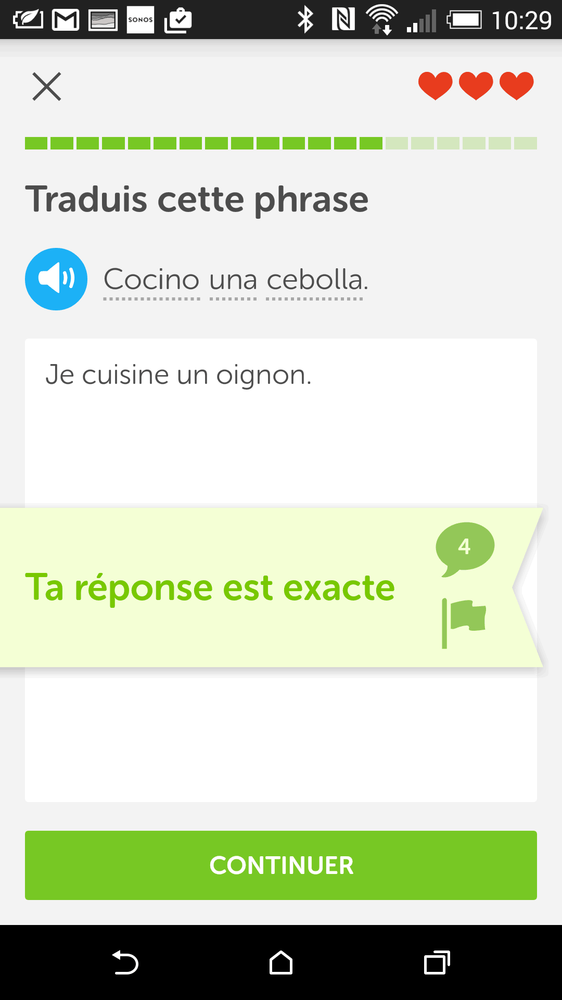 SONOS
10:29
Traduis cette phrase
Cocino una cebolla.
Je cuisine un oignon.
4
Ta réponse est exacte
CONTINUER